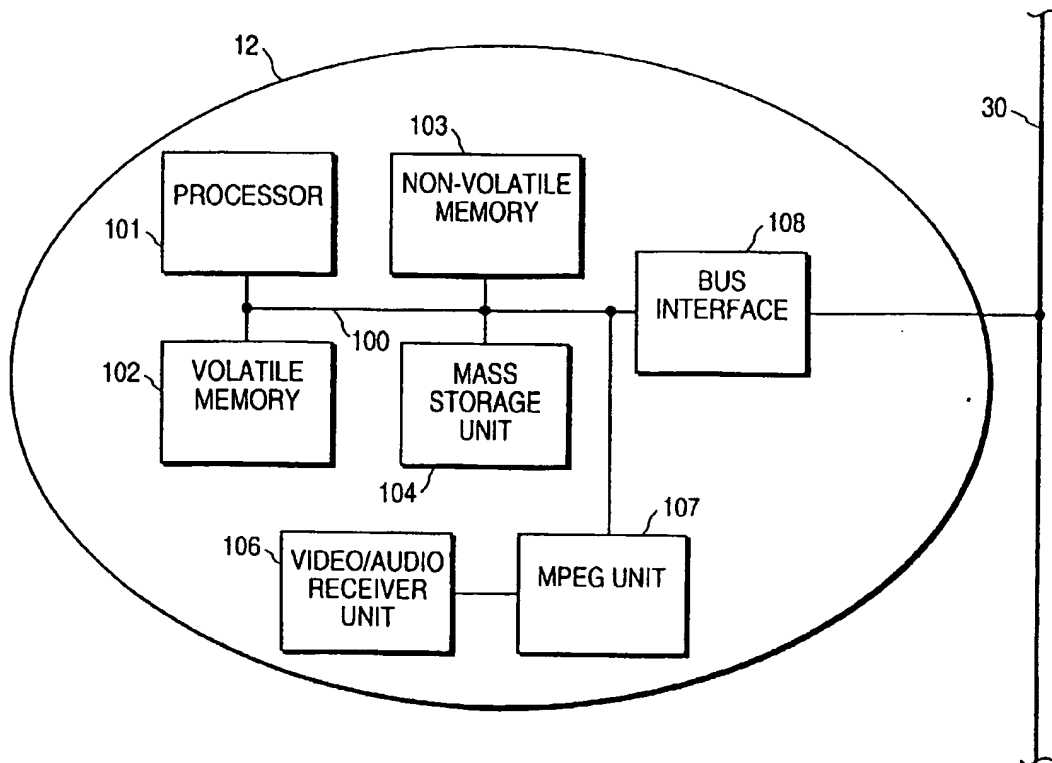 12
30
103
PROCESSOR
101
NON-VOLATILE
MEMORY
108
BUS
INTERFACE
100
102
VOLATILE
MEMORY
MASS
STORAGE
UNIT
104
107
106
VIDEO/AUDIO
RECEIVER
UNIT
MPEG UNIT